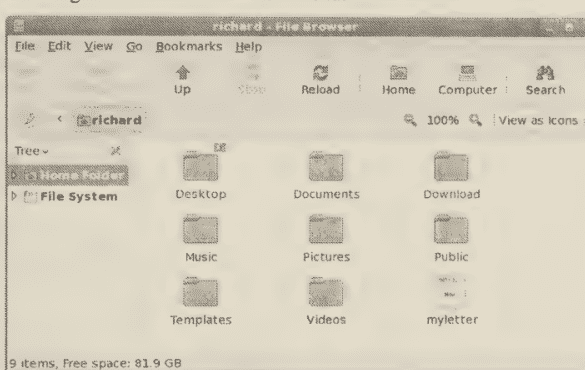 richard - File Browser
File Edit View Go Bookmarks Help
Up Stop Reload Home Computer Search
richard 100% View as Icons
Tree
Home Folder
File System
Desktop Documents Download
Music Pictures Public
Templates Videos myletter
9 items, Free space: 81.9 GB